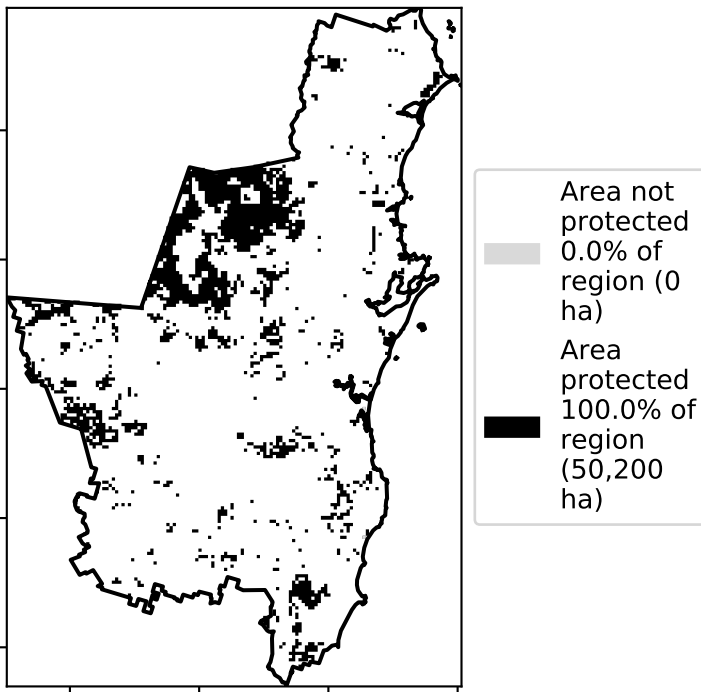 Area not
protected
0.0% of
region (0
ha)
Area
protected
100.0% of
region
(50,200
ha)